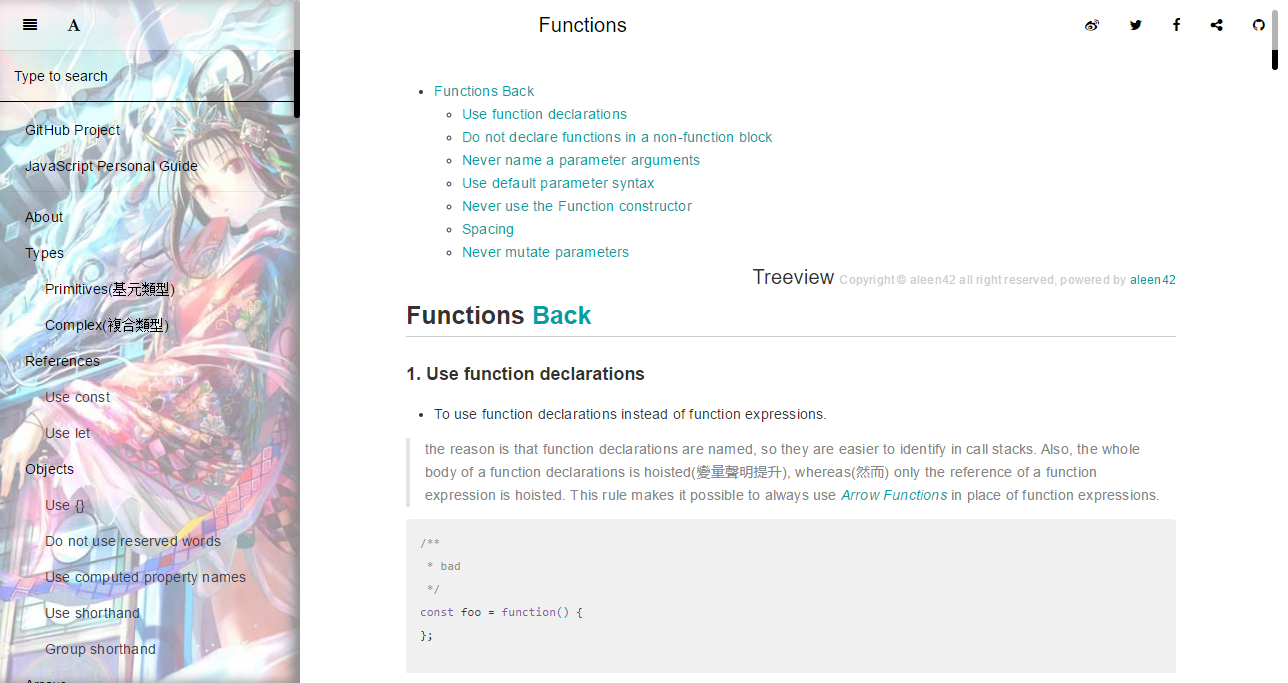 A
Functions
Type to search
GitHub Project
JavaScript Personal Guide
About
Types
Primitives(基元類型)
Complex(複合類型)
References
Use const
Use let
Objects
Use {}
Do not use reserved words
Use computed property names
Use shorthand
Group shorthand
Arrays
Functions Back
Use function declarations
Do not declare functions in a non-function block
Never name a parameter arguments
Use default parameter syntax
Never use the Function constructor
Spacing
Never mutate parameters
Treeview Copyright © aleen42 all right reserved, powered by aleen42
Functions Back
1. Use function declarations
To use function declarations instead of function expressions.
the reason is that function declarations are named, so they are easier to identify in call stacks. Also, the whole
body of a function declarations is hoisted(變量聲明提升), whereas(然而) only the reference of a function
expression is hoisted. This rule makes it possible to always use Arrow Functions in place of function expressions.
/**
 * bad
 */
const foo = function() {
};